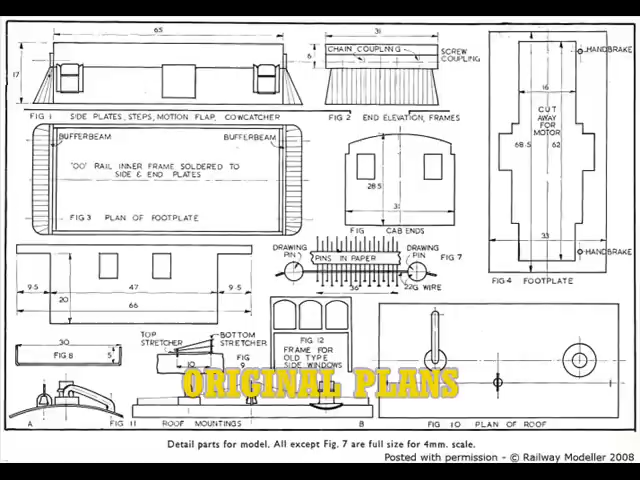 65
31
17
6
CHAIN COUPLING
SCREW
COUPLING
HANDBRAKE
FIG 1 SIDE PLATES, STEPS, MOTION FLAP, COWCATCHER
FIG 2 END ELEVATION, FRAMES
16
CUT
AWAY
FOR
MOTOR
68.5
62
33
HANDBRAKE
FIG 4 FOOTPLATE
BUFFERBEAM
BUFFERBEAM
"OO" RAIL INNER FRAME SOLDERED TO
SIDE & END PLATES
FIG 3 PLAN OF FOOTPLATE
28.5
31
FIG CAB ENDS
DRAWING
PIN
PINS IN PAPER
DRAWING
PIN
FIG 7
36
22G WIRE
9.5
47
9.5
20
66
30
FIG 8
5
TOP
STRETCHER
BOTTOM
STRETCHER
10
FIG
9
FIG 12
FRAME FOR
OLD TYPE
SIDE WINDOWS
ORIGINAL PLANS
A
FIG 11 ROOF MOUNTINGS
B
FIG 10 PLAN OF ROOF
Detail parts for model. All except Fig. 7 are full size for 4mm. scale.
Posted with permission - © Railway Modeller 2008